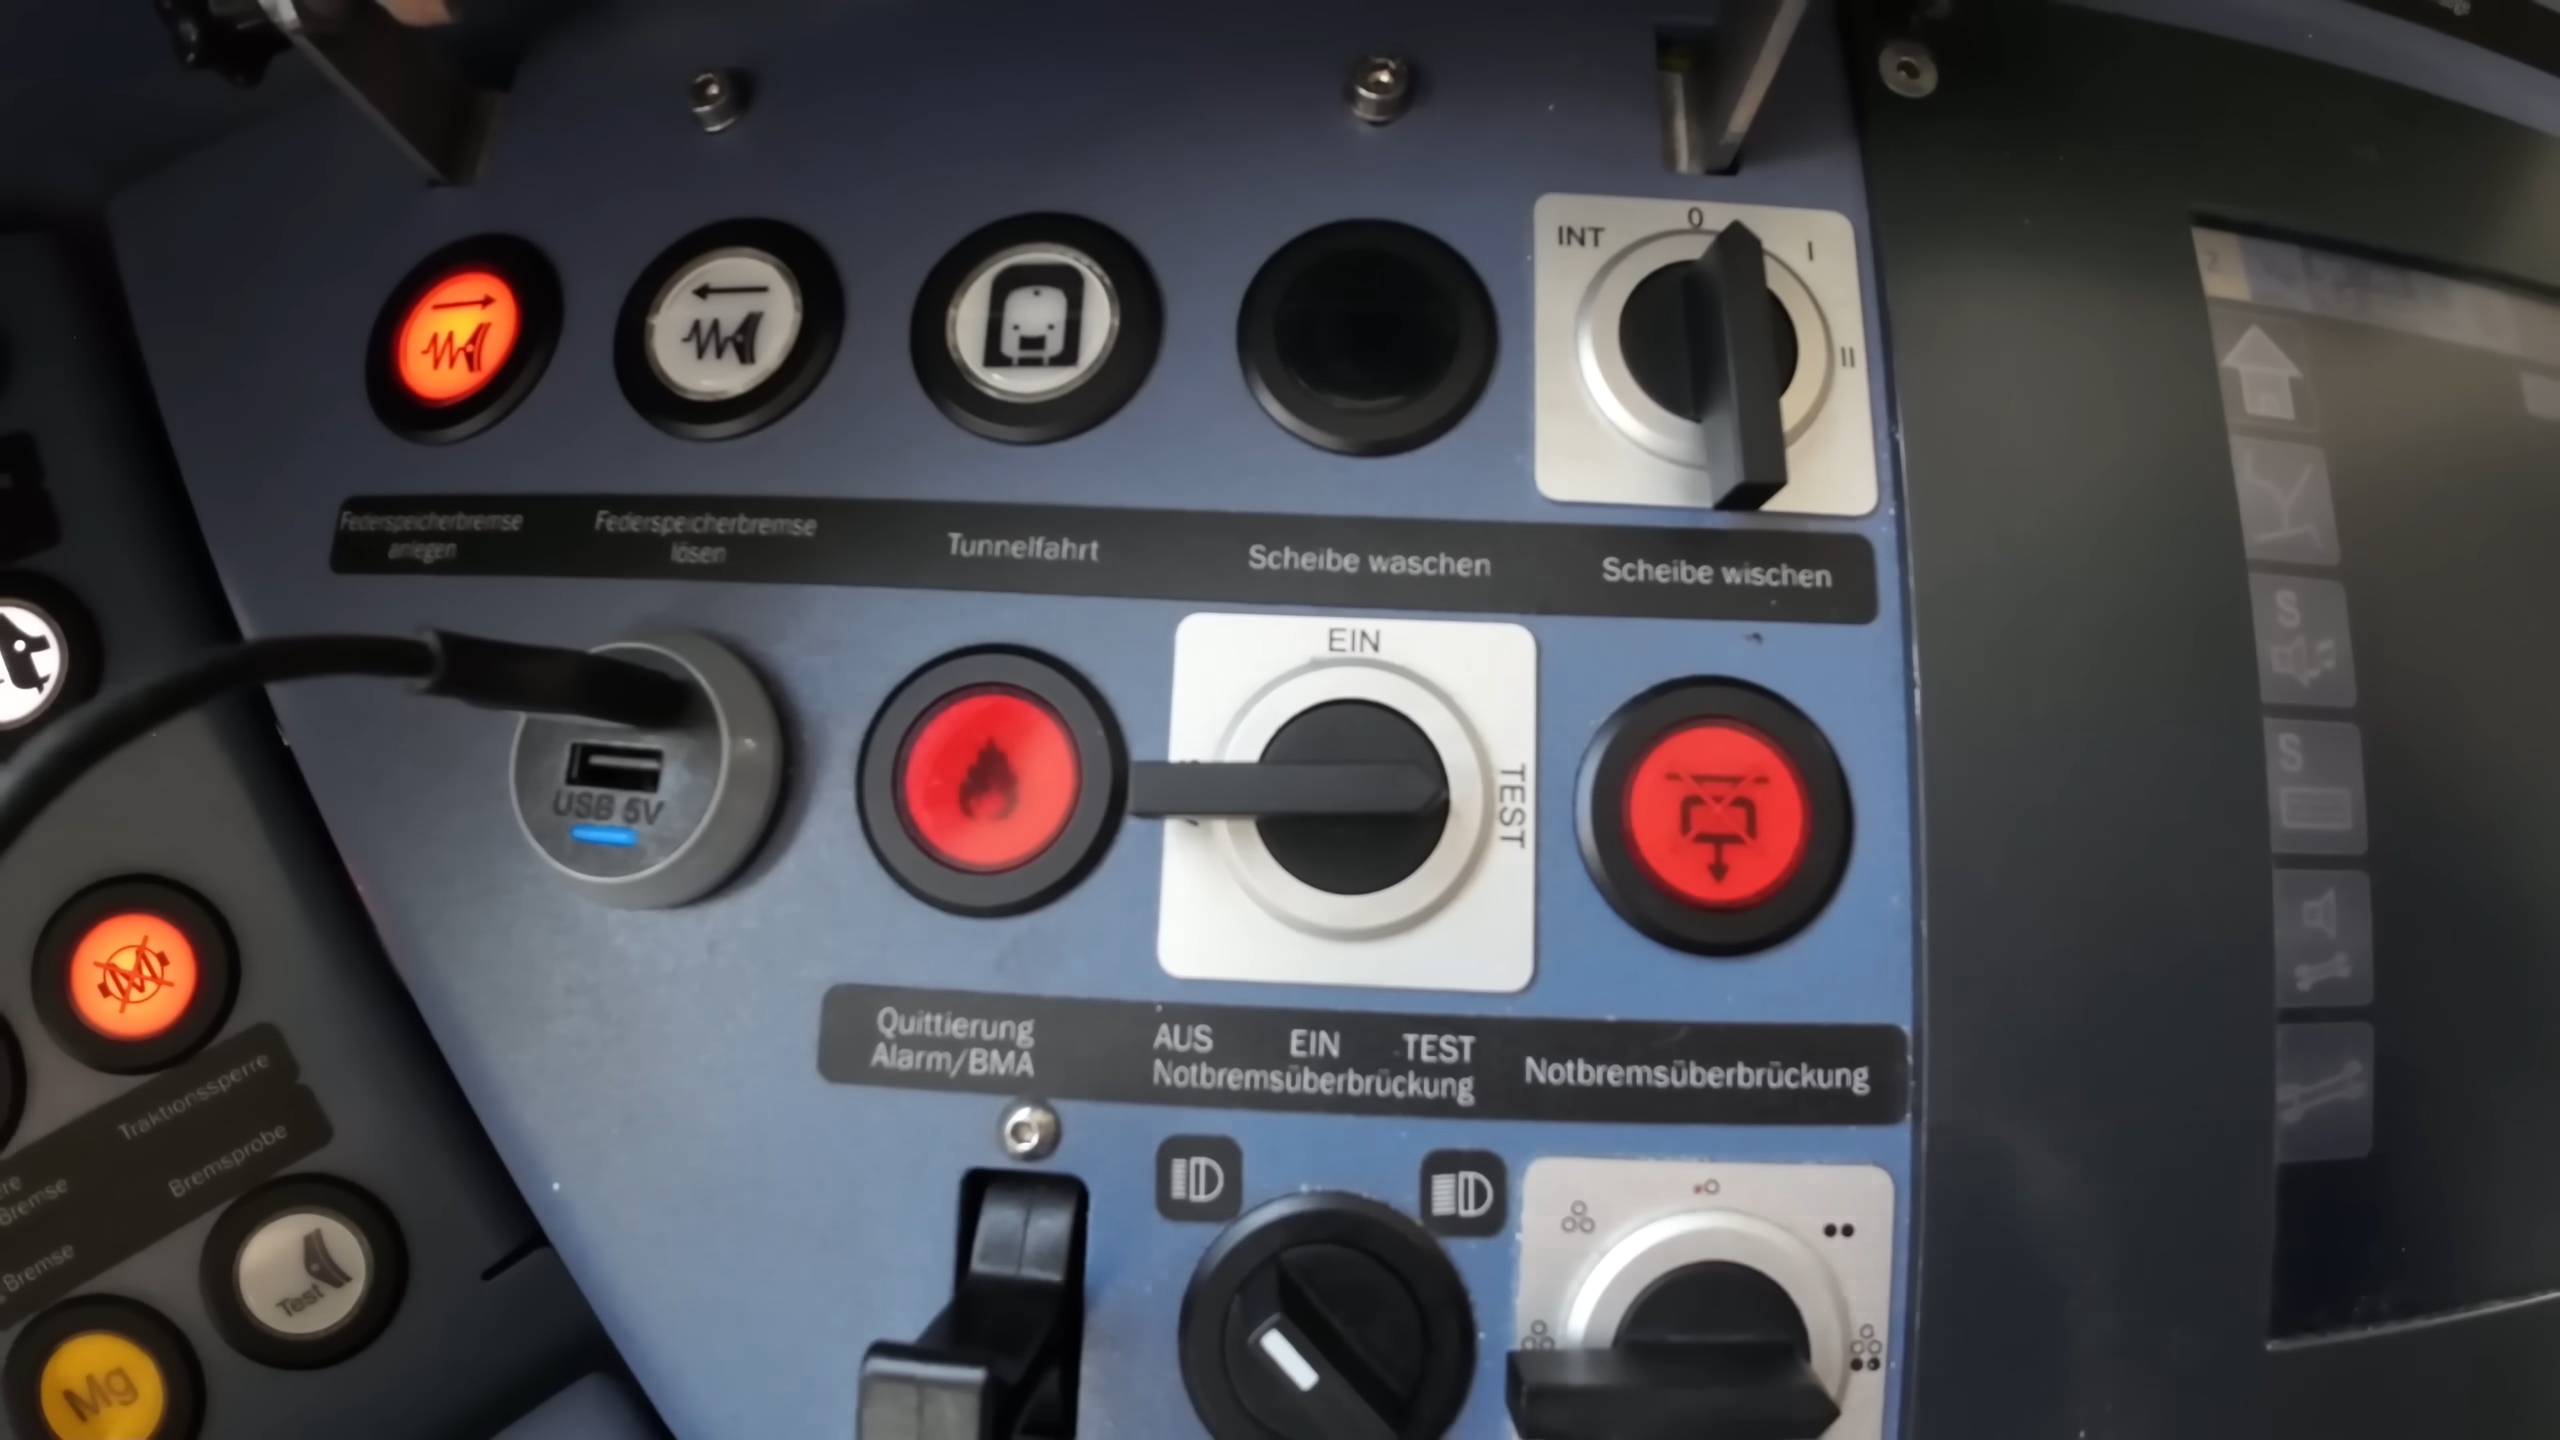 INT
0
I
II
Federspeicherbremse
anlegen
Federspeicherbremse
lösen
Tunnelfahrt
Scheibe waschen
Scheibe wischen
EIN
TEST
USB 5V
Quittierung
Alarm/BMA
AUS EIN TEST
Notbremsüberbrückung
Notbremsüberbrückung
Traktionssperre
Bremse
Bremsprobe
Bremse
Test
Mg
S
S